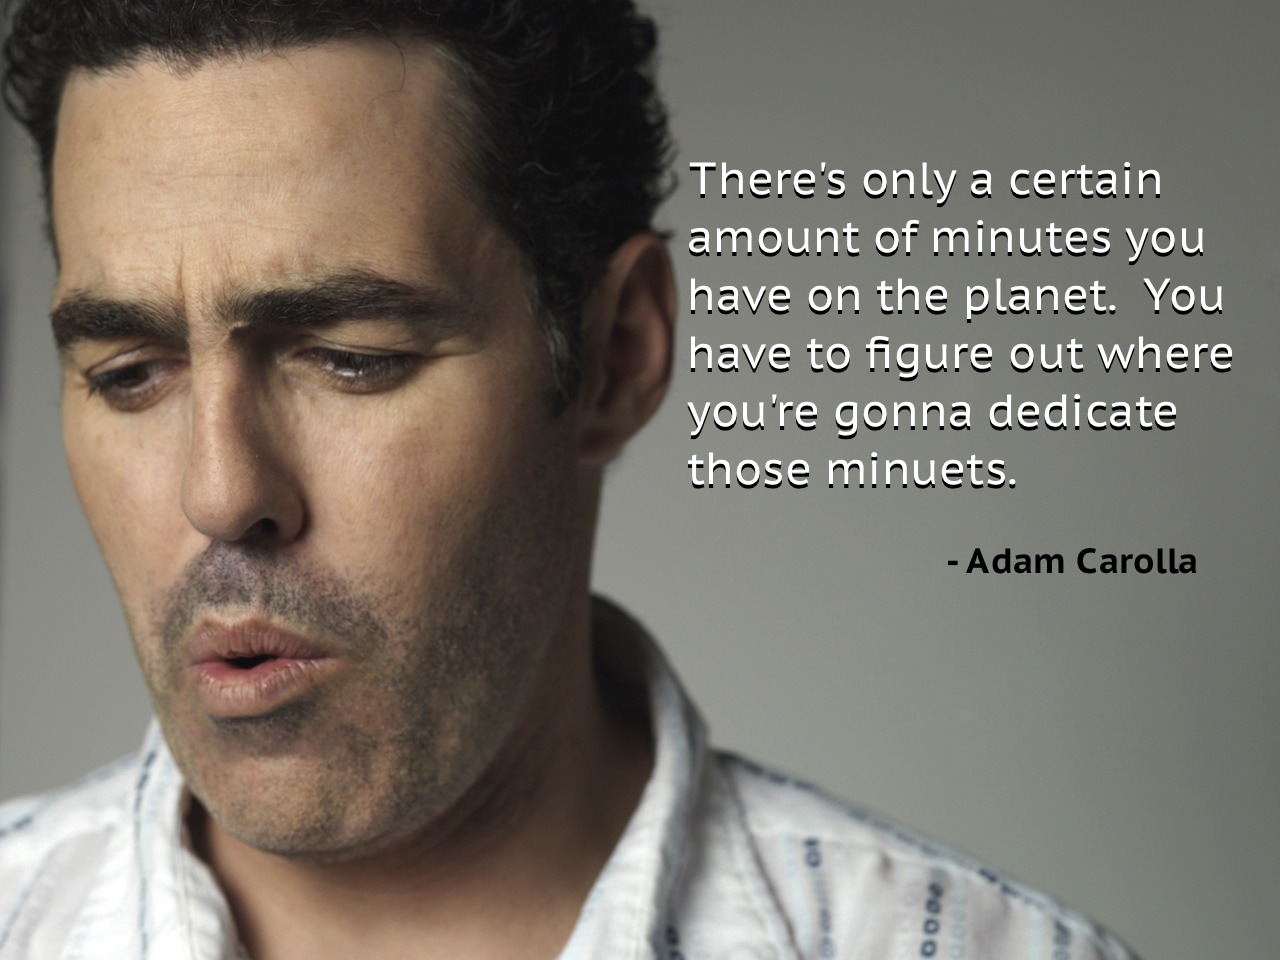 There's only a certain
amount of minutes you
have on the planet.  You
have to figure out where
you're gonna dedicate
those minuets.
- Adam Carolla